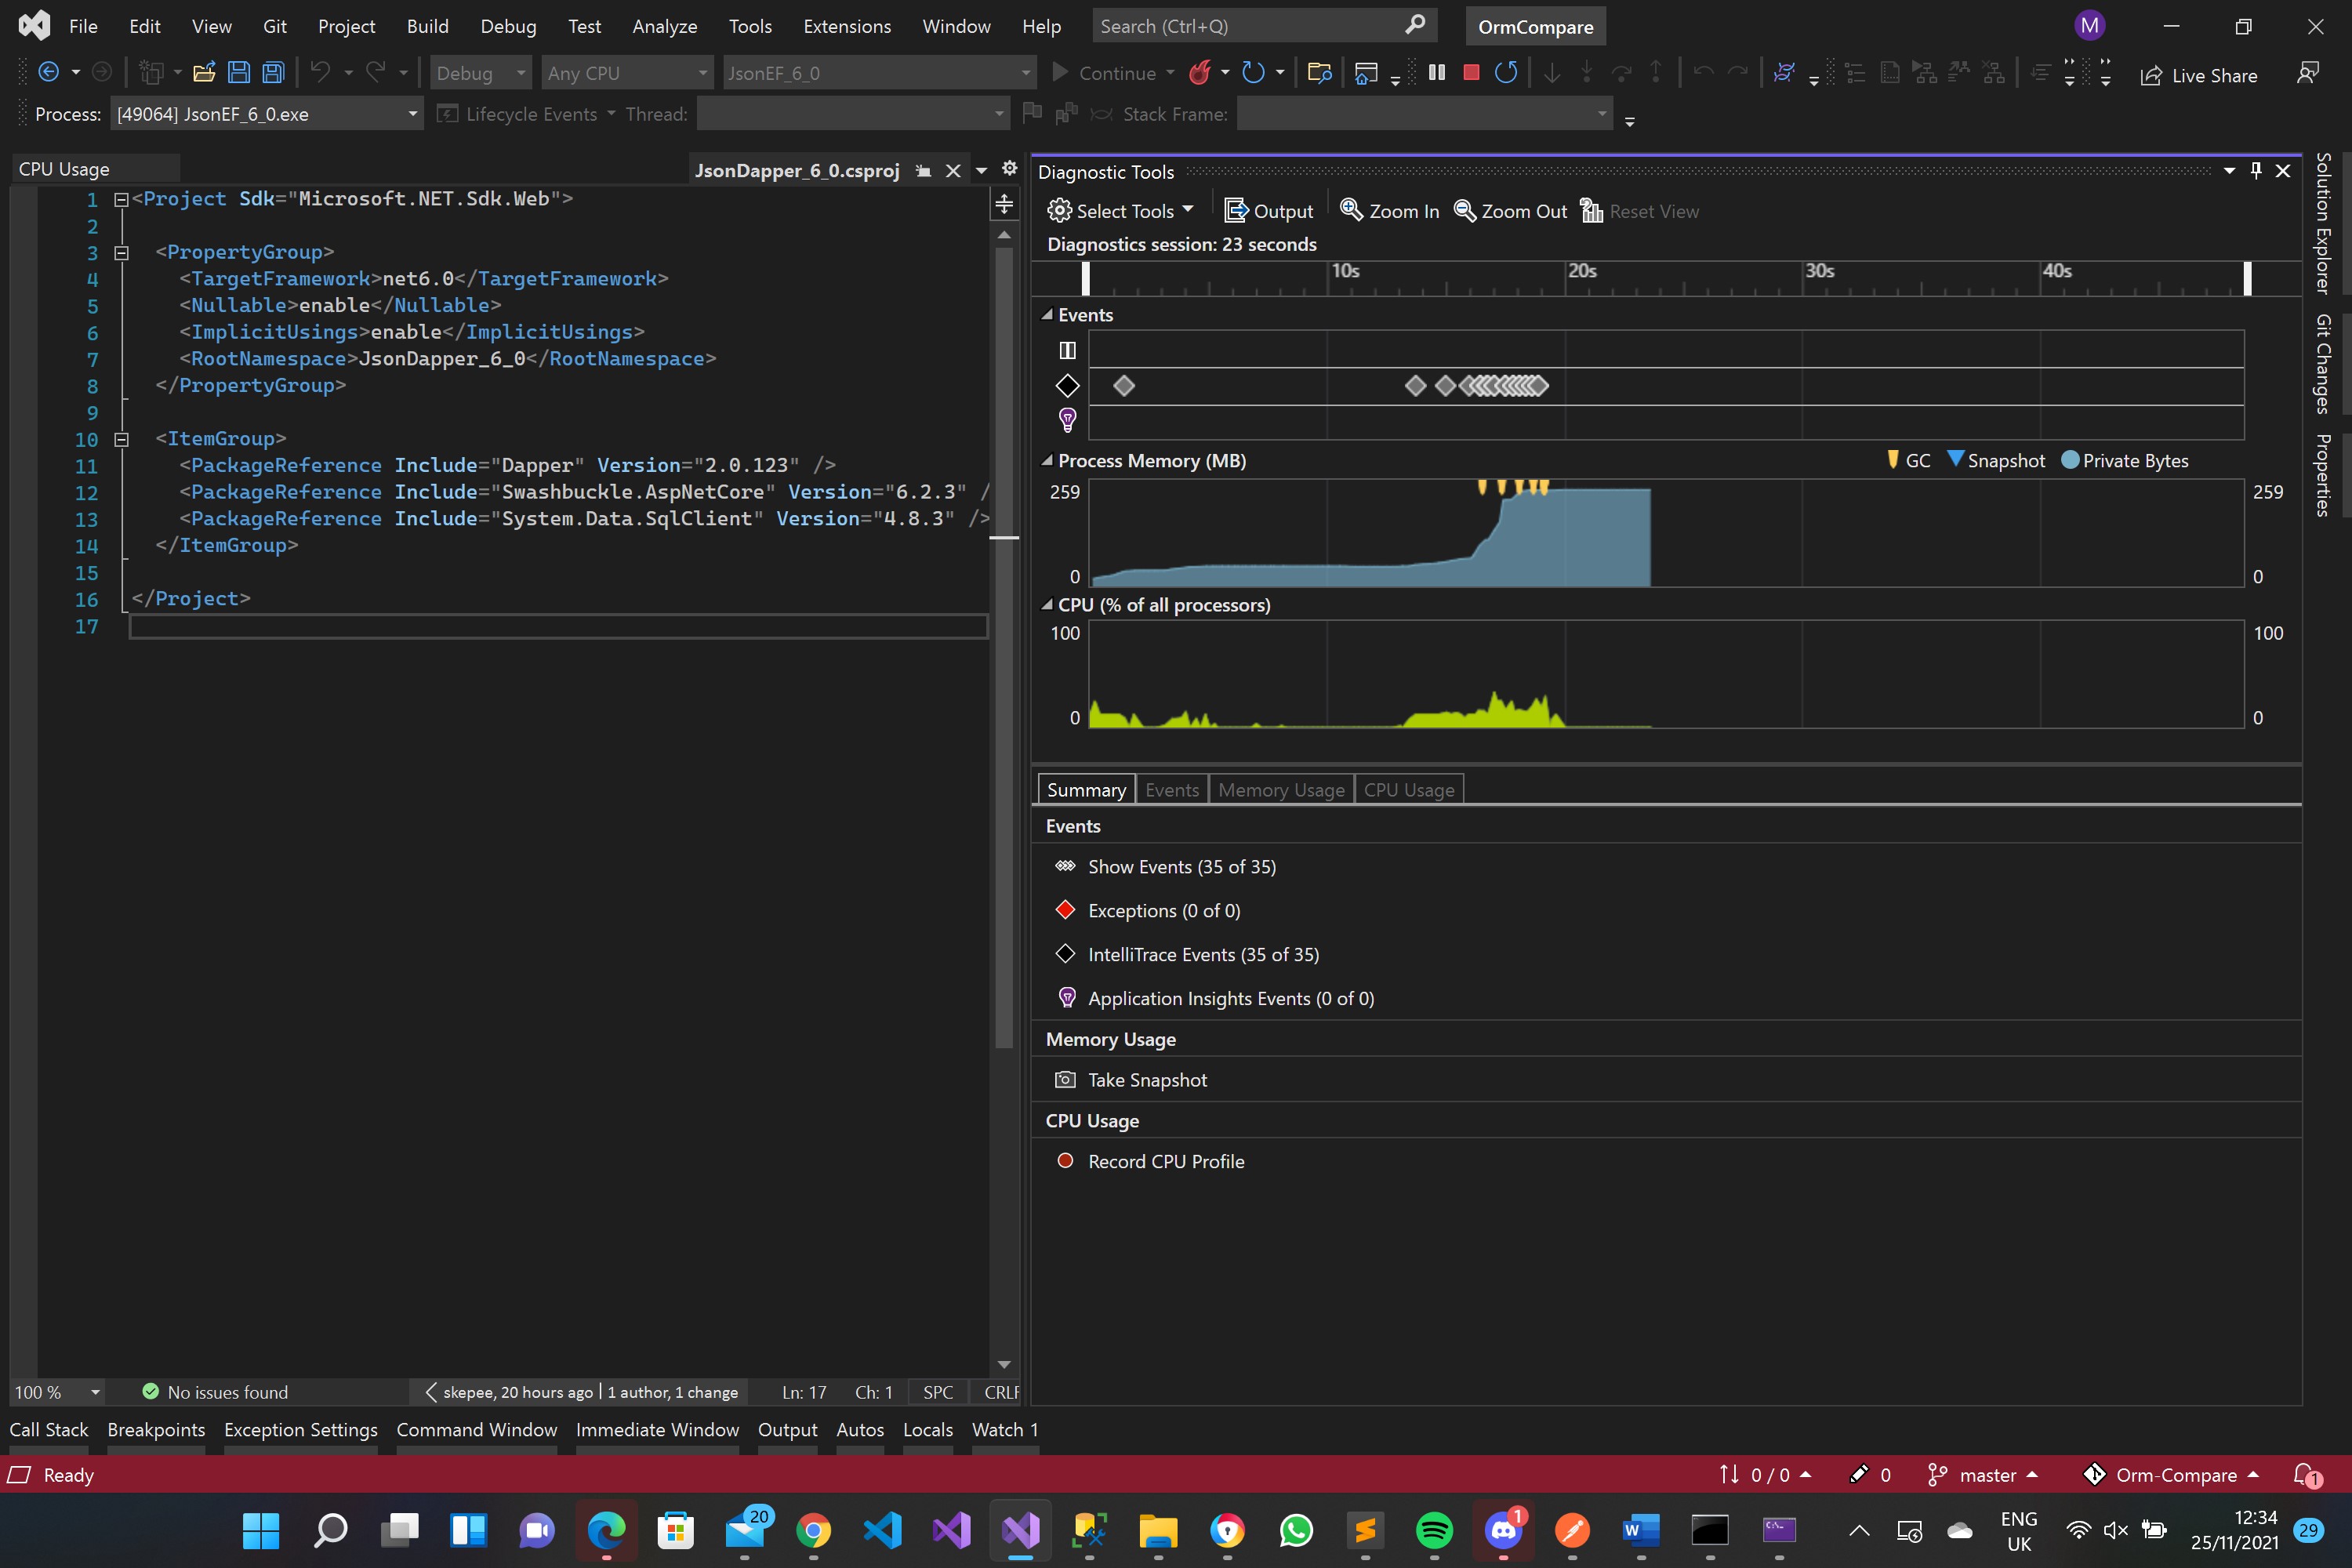 File Edit View Git Project Build Debug Test Analyze Tools Extensions Window Help Search (Ctrl+Q) OrmCompare M
Debug Any CPU JsonEF_6_0 Continue Live Share
Process: [49064] JsonEF_6_0.exe Lifecycle Events Thread: Stack Frame:
CPU Usage JsonDapper_6_0.csproj
1 <Project Sdk="Microsoft.NET.Sdk.Web">
2
3 <PropertyGroup>
4 <TargetFramework>net6.0</TargetFramework>
5 <Nullable>enable</Nullable>
6 <ImplicitUsings>enable</ImplicitUsings>
7 <RootNamespace>JsonDapper_6_0</RootNamespace>
8 </PropertyGroup>
9
10 <ItemGroup>
11 <PackageReference Include="Dapper" Version="2.0.123" />
12 <PackageReference Include="Swashbuckle.AspNetCore" Version="6.2.3" /
13 <PackageReference Include="System.Data.SqlClient" Version="4.8.3" />
14 </ItemGroup>
15
16 </Project>
17
100 % No issues found skepee, 20 hours ago | 1 author, 1 change Ln: 17 Ch: 1 SPC CRLF
Diagnostic Tools
Select Tools Output Zoom In Zoom Out Reset View
Diagnostics session: 23 seconds
10s 20s 30s 40s
Events
Process Memory (MB) GC Snapshot Private Bytes
259 259
0 0
CPU (% of all processors)
100 100
0 0
Summary Events Memory Usage CPU Usage
Events
Show Events (35 of 35)
Exceptions (0 of 0)
IntelliTrace Events (35 of 35)
Application Insights Events (0 of 0)
Memory Usage
Take Snapshot
CPU Usage
Record CPU Profile
Solution Explorer
Git Changes
Properties
Call Stack Breakpoints Exception Settings Command Window Immediate Window Output Autos Locals Watch 1
Ready 0 / 0 0 master Orm-Compare 1
20 1 ENG 12:34
UK 25/11/2021 29